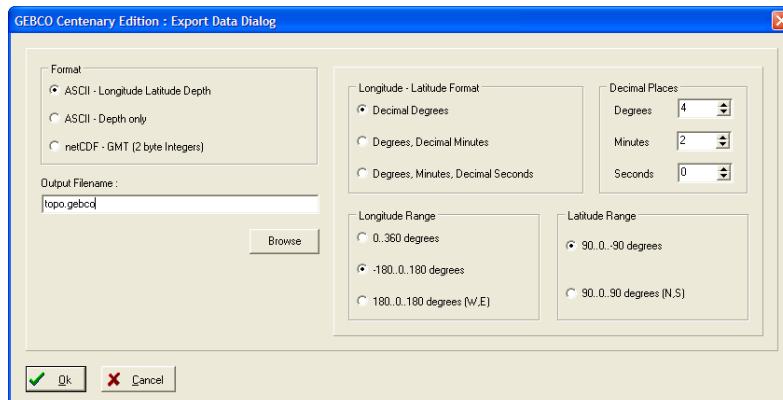 GEBCO Centenary Edition : Export Data Dialog
Format
ASCII - Longitude Latitude Depth
ASCII - Depth only
netCDF - GMT (2 byte Integers)
Output Filename :
topo.gebco
Browse
Longitude - Latitude Format
Decimal Degrees
Degrees, Decimal Minutes
Degrees, Minutes, Decimal Seconds
Decimal Places
Degrees 4
Minutes 2
Seconds 0
Longitude Range
0..360 degrees
-180..0..180 degrees
180..0..180 degrees (W,E)
Latitude Range
90..0..-90 degrees
90..0..90 degrees (N,S)
Ok
Cancel